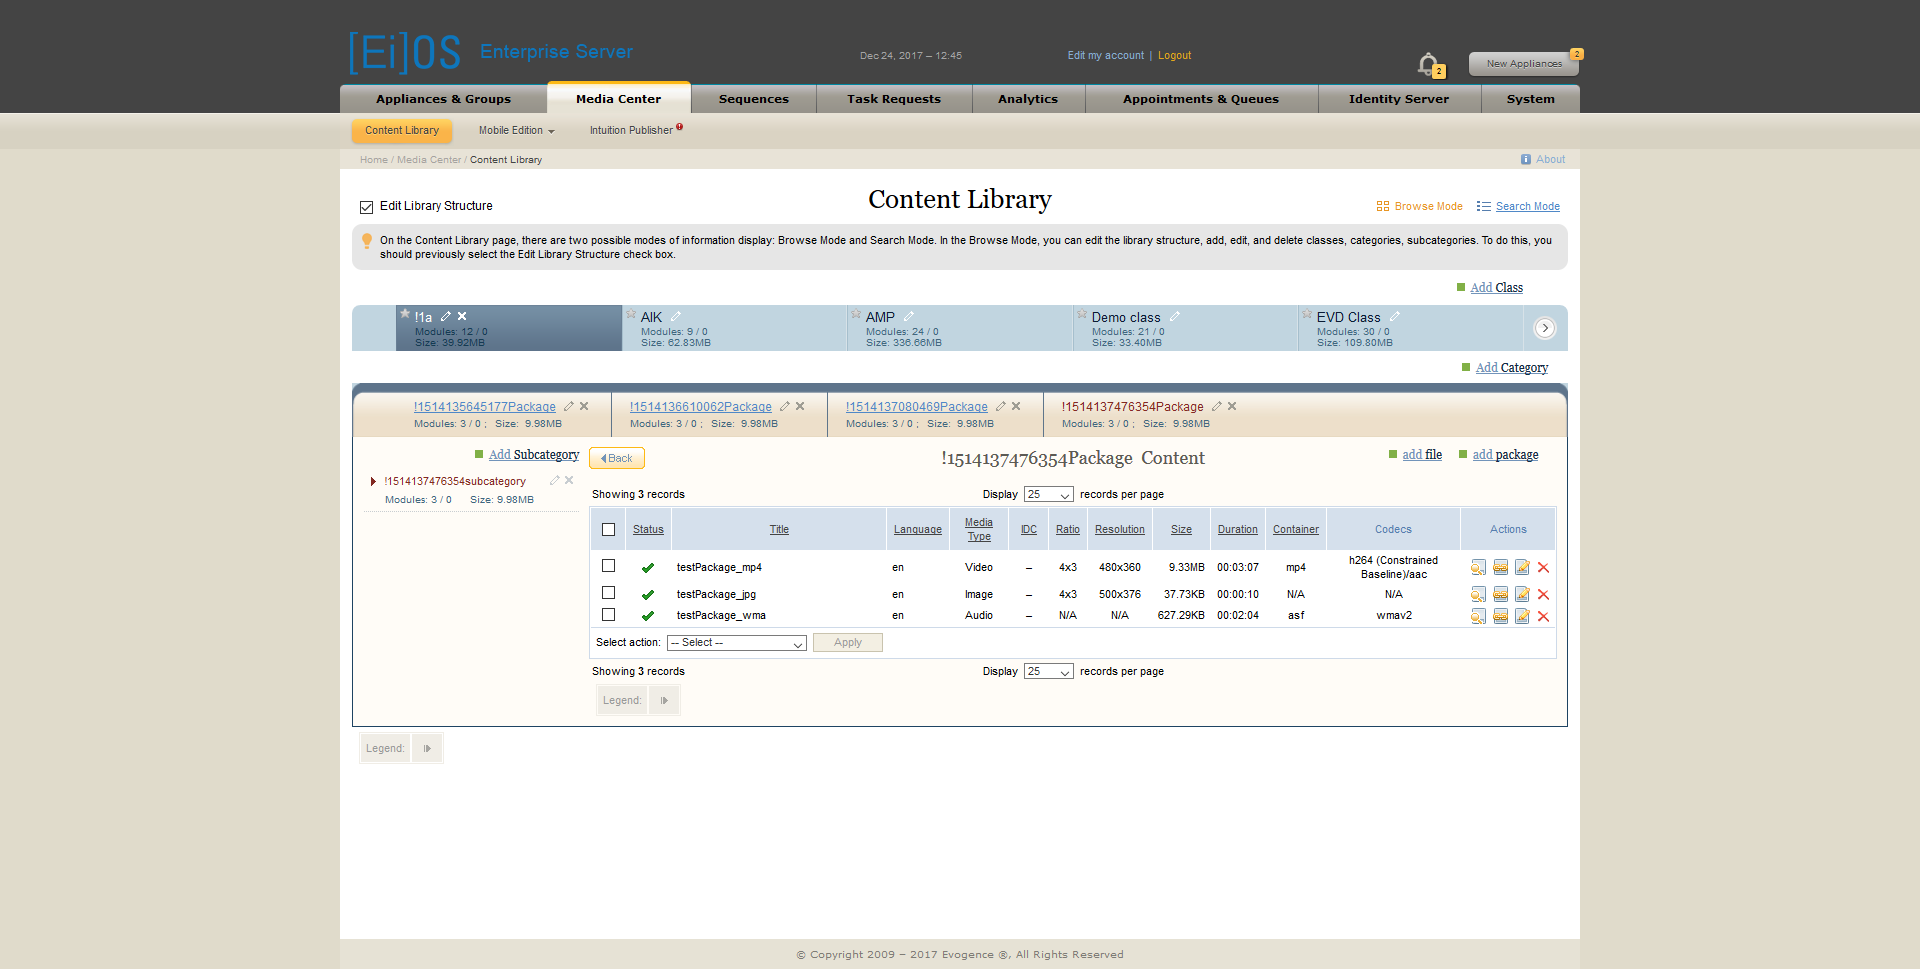 [Ei]OS Enterprise Server
Dec 24, 2017 – 12:45
Edit my account | Logout
2
New Appliances 2
Appliances & Groups Media Center Sequences Task Requests Analytics Appointments & Queues Identity Server System
Content Library Mobile Edition Intuition Publisher
Home / Media Center / Content Library
About
Edit Library Structure
Content Library
Browse Mode Search Mode
On the Content Library page, there are two possible modes of information display: Browse Mode and Search Mode. In the Browse Mode, you can edit the library structure, add, edit, and delete classes, categories, subcategories. To do this, you
should previously select the Edit Library Structure check box.
Add Class
!1a AIK AMP Demo class EVD Class
Modules: 12 / 0 Modules: 9 / 0 Modules: 24 / 0 Modules: 21 / 0 Modules: 30 / 0
Size: 39.92MB Size: 62.83MB Size: 336.66MB Size: 33.40MB Size: 109.80MB
Add Category
!1514135645177Package !1514136610062Package !1514137080469Package !1514137476354Package
Modules: 3 / 0 ; Size: 9.98MB Modules: 3 / 0 ; Size: 9.98MB Modules: 3 / 0 ; Size: 9.98MB Modules: 3 / 0 ; Size: 9.98MB
Add Subcategory
!1514137476354subcategory
Modules: 3 / 0 Size: 9.98MB
Back
!1514137476354Package Content
add file add package
Showing 3 records Display 25 records per page
Status Title Language Media Type IDC Ratio Resolution Size Duration Container Codecs Actions
testPackage_mp4 en Video – 4x3 480x360 9.33MB 00:03:07 mp4 h264 (Constrained Baseline)/aac
testPackage_jpg en Image – 4x3 500x376 37.73KB 00:00:10 N/A N/A
testPackage_wma en Audio – N/A N/A 627.29KB 00:02:04 asf wmav2
Select action: -- Select -- Apply
Showing 3 records Display 25 records per page
Legend:
Legend:
© Copyright 2009 – 2017 Evogence ®, All Rights Reserved